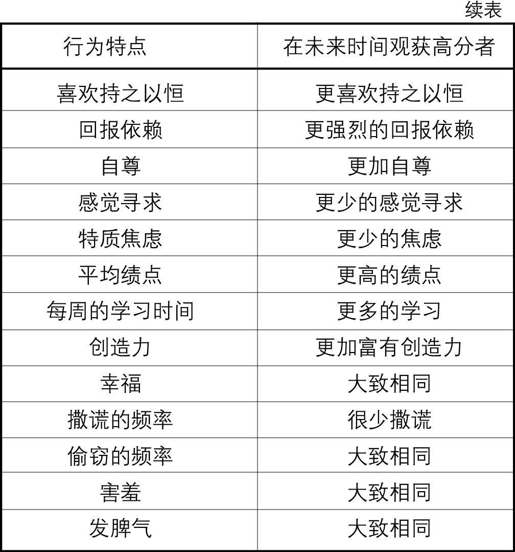 续表
行为特点 在未来时间观获高分者
喜欢持之以恒 更喜欢持之以恒
回报依赖 更强烈的回报依赖
自尊 更加自尊
感觉寻求 更少的感觉寻求
特质焦虑 更少的焦虑
平均绩点 更高的绩点
每周的学习时间 更多的学习
创造力 更加富有创造力
幸福 大致相同
撒谎的频率 很少撒谎
偷窃的频率 大致相同
害羞 大致相同
发脾气 大致相同